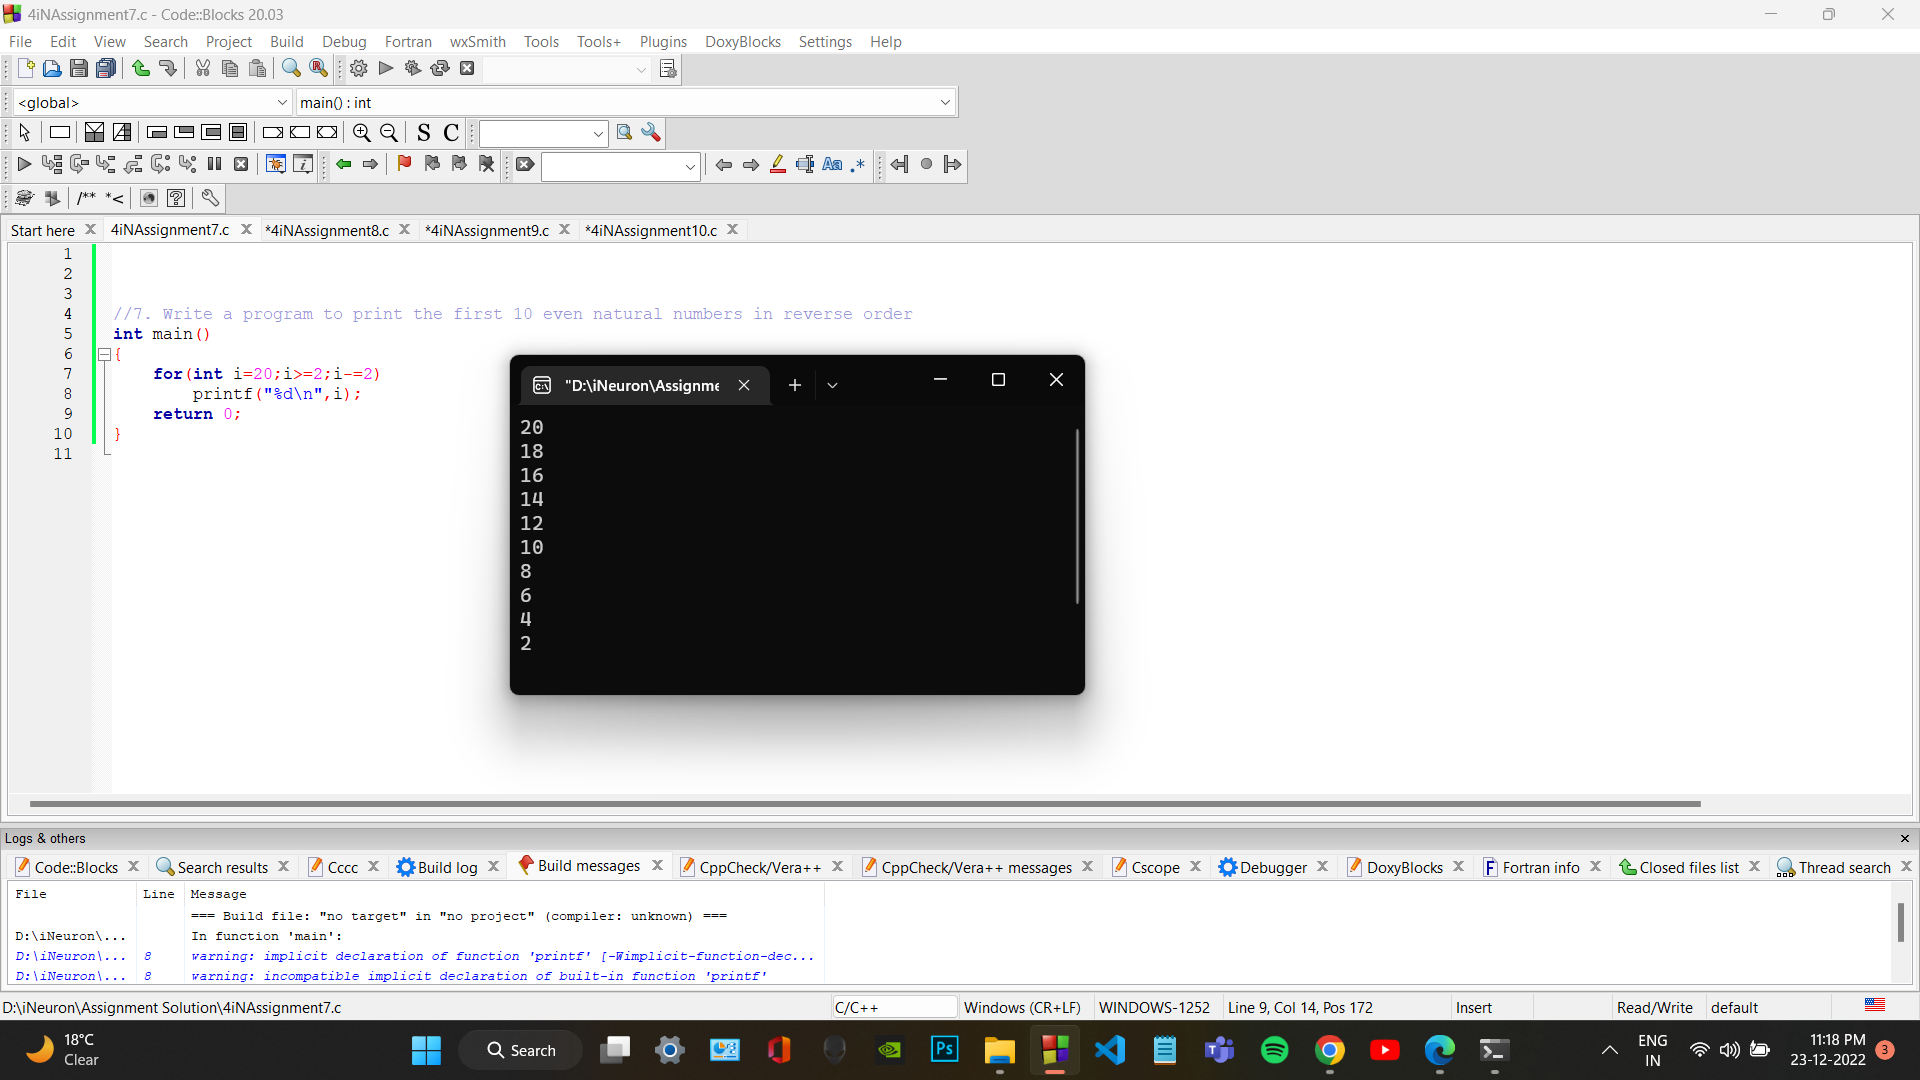 4iNAssignment7.c - Code::Blocks 20.03
File Edit View Search Project Build Debug Fortran wxSmith Tools Tools+ Plugins DoxyBlocks Settings Help
<global> main() : int
S C
Aa .*
/** *<
Start here 4iNAssignment7.c *4iNAssignment8.c *4iNAssignment9.c *4iNAssignment10.c
1
2
3
4 //7. Write a program to print the first 10 even natural numbers in reverse order
5 int main()
6 {
7 for(int i=20;i>=2;i-=2)
8 printf("%d\n",i);
9 return 0;
10 }
11
"D:\iNeuron\Assignme
20
18
16
14
12
10
8
6
4
2
Logs & others
Code::Blocks Search results Cccc Build log Build messages CppCheck/Vera++ CppCheck/Vera++ messages Cscope Debugger DoxyBlocks Fortran info Closed files list Thread search
File Line Message
=== Build file: "no target" in "no project" (compiler: unknown) ===
D:\iNeuron\... In function 'main':
D:\iNeuron\... 8 warning: implicit declaration of function 'printf' [-Wimplicit-function-dec...
D:\iNeuron\... 8 warning: incompatible implicit declaration of built-in function 'printf'
D:\iNeuron\Assignment Solution\4iNAssignment7.c C/C++ Windows (CR+LF) WINDOWS-1252 Line 9, Col 14, Pos 172 Insert Read/Write default
18°C
Clear
Search
Ps
ENG
IN
11:18 PM
23-12-2022
3